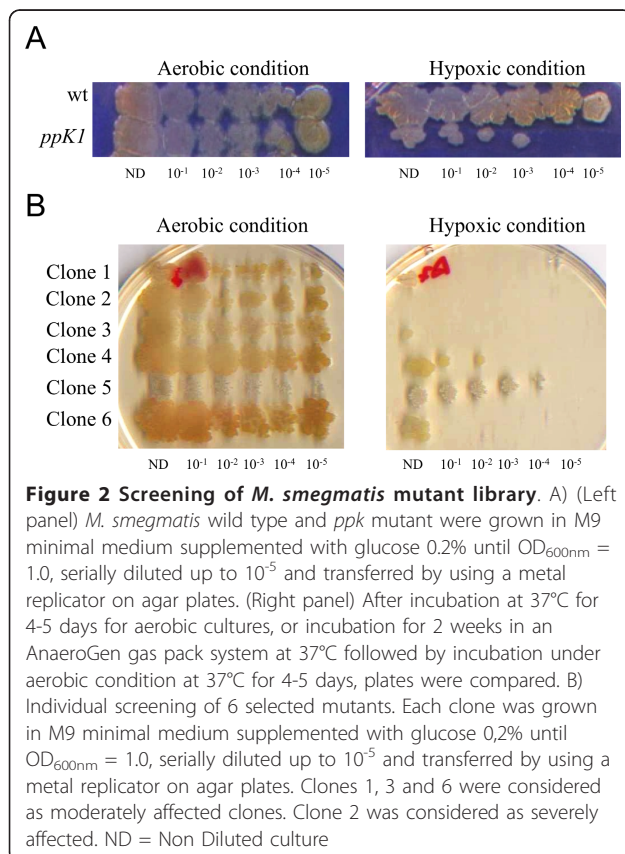 A
Aerobic condition Hypoxic condition
wt
ppK1
ND 10-1 10-2 10-3 10-4 10-5 ND 10-1 10-2 10-3 10-4 10-5
B
Aerobic condition Hypoxic condition
Clone 1
Clone 2
Clone 3
Clone 4
Clone 5
Clone 6
ND 10-1 10-2 10-3 10-4 10-5 ND 10-1 10-2 10-3 10-4 10-5
Figure 2 Screening of M. smegmatis mutant library. A) (Left
panel) M. smegmatis wild type and ppk mutant were grown in M9
minimal medium supplemented with glucose 0.2% until OD600nm =
1.0, serially diluted up to 10-5 and transferred by using a metal
replicator on agar plates. (Right panel) After incubation at 37°C for
4-5 days for aerobic cultures, or incubation for 2 weeks in an
AnaeroGen gas pack system at 37°C followed by incubation under
aerobic condition at 37°C for 4-5 days, plates were compared. B)
Individual screening of 6 selected mutants. Each clone was grown
in M9 minimal medium supplemented with glucose 0,2% until
OD600nm = 1.0, serially diluted up to 10-5 and transferred by using a
metal replicator on agar plates. Clones 1, 3 and 6 were considered
as moderately affected clones. Clone 2 was considered as severely
affected. ND = Non Diluted culture